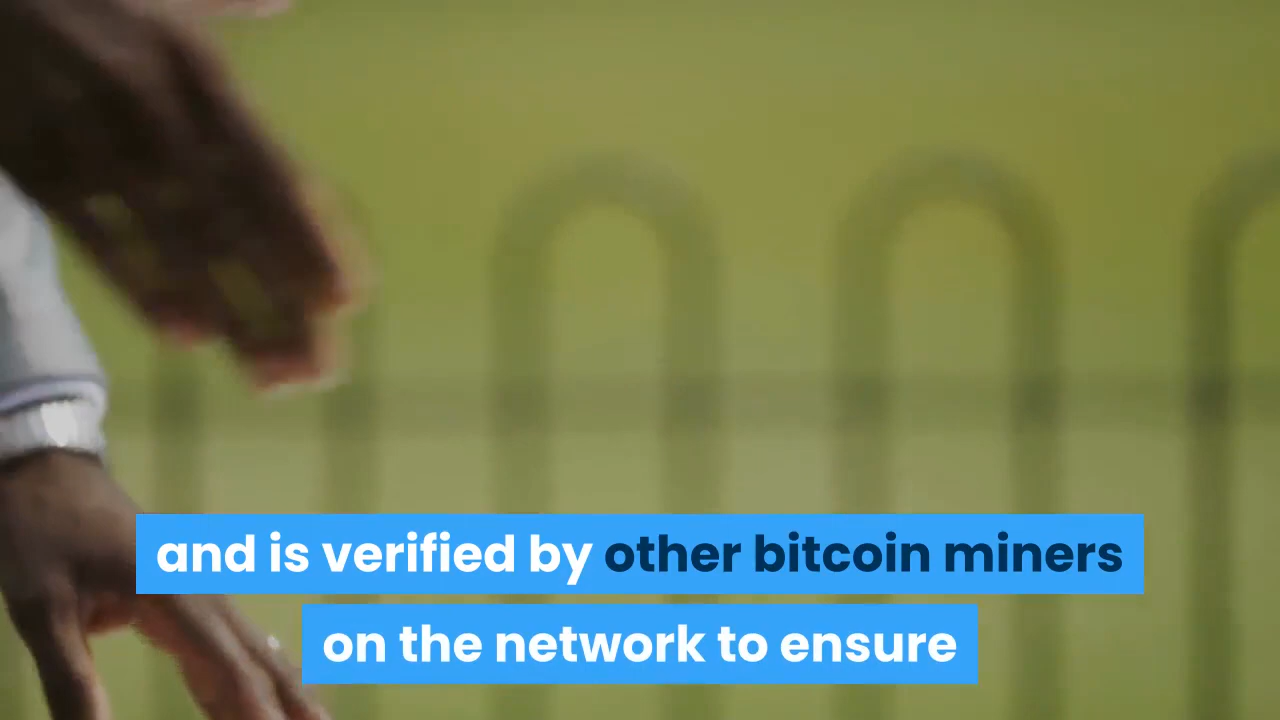 and is verified by other bitcoin miners
on the network to ensure